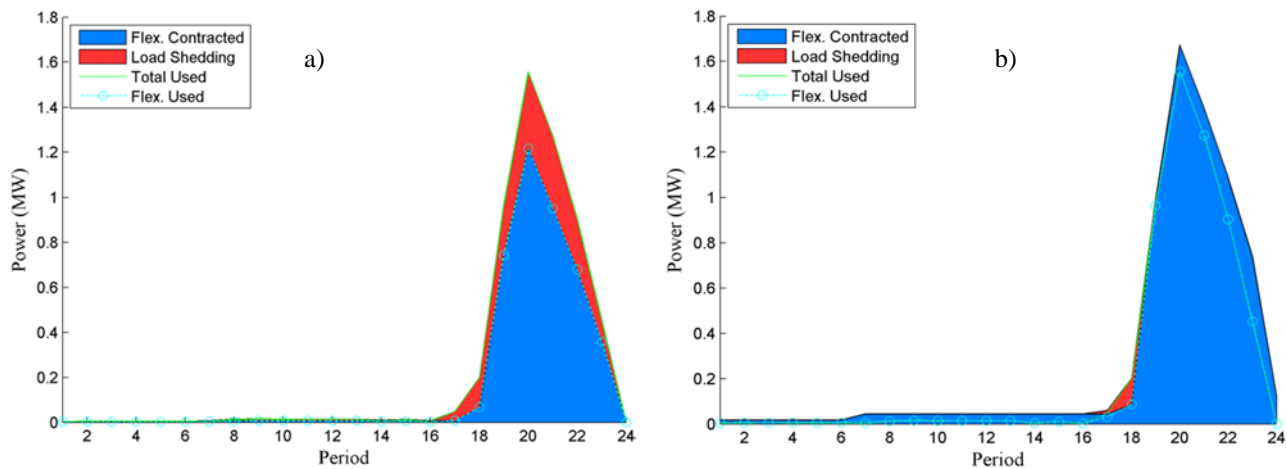 1.8
1.6
1.4
1.2
1
0.8
0.6
0.4
0.2
0
Power (MW)
Flex. Contracted
Load Shedding
Total Used
Flex. Used
a)
2 4 6 8 10 12 14 16 18 20 22 24
Period
1.8
1.6
1.4
1.2
1
0.8
0.6
0.4
0.2
0
Power (MW)
Flex. Contracted
Load Shedding
Total Used
Flex. Used
b)
2 4 6 8 10 12 14 16 18 20 22 24
Period